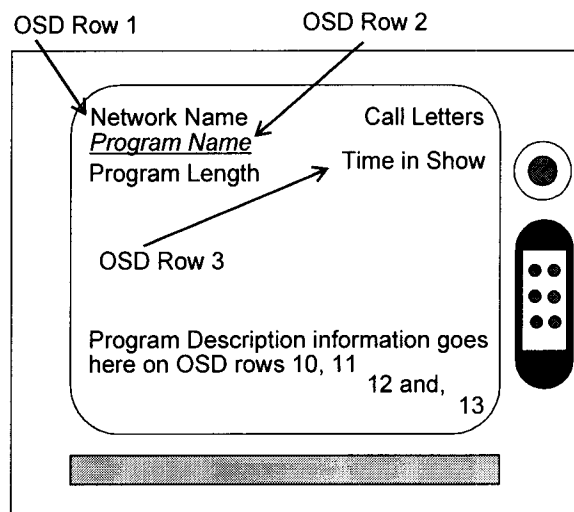 OSD Row 1
OSD Row 2
Network Name
Call Letters
Program Name
Time in Show
Program Length
OSD Row 3
Program Description information goes
here on OSD rows 10, 11
12 and,
13